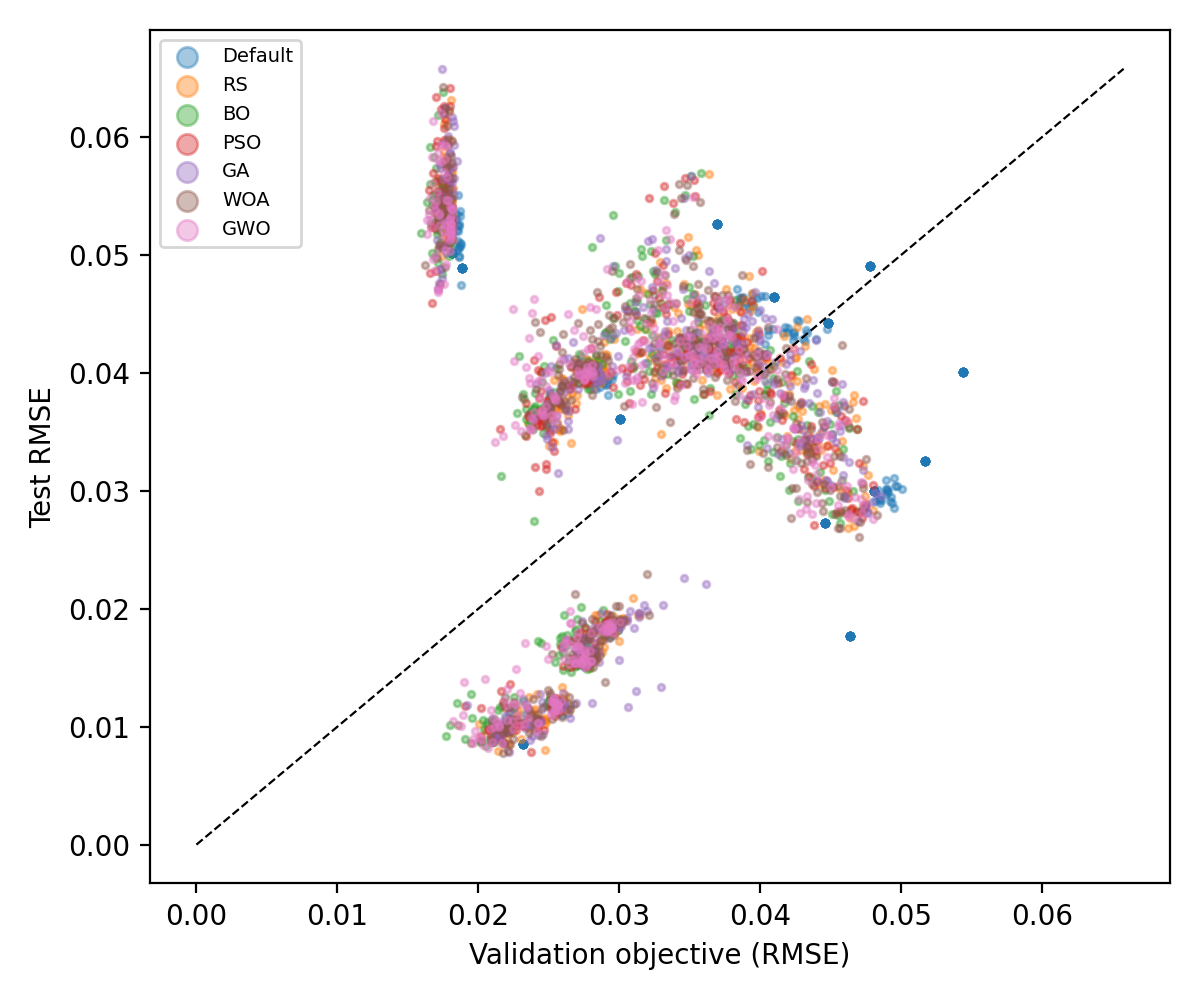 Default
RS
BO
PSO
GA
WOA
GWO
0.06
0.05
0.04
0.03
0.02
0.01
0.00
Test RMSE
0.00 0.01 0.02 0.03 0.04 0.05 0.06
Validation objective (RMSE)